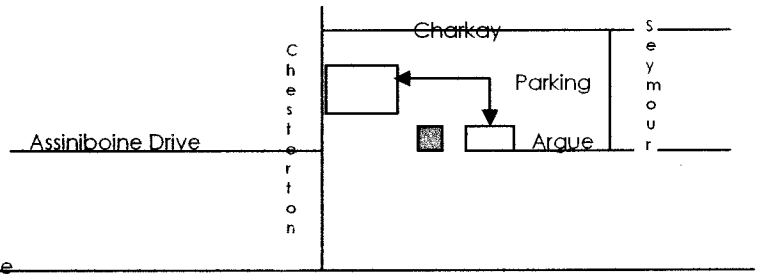 Charkay
Seymour
Chesterton
Parking
Assiniboine Drive
Argue
e